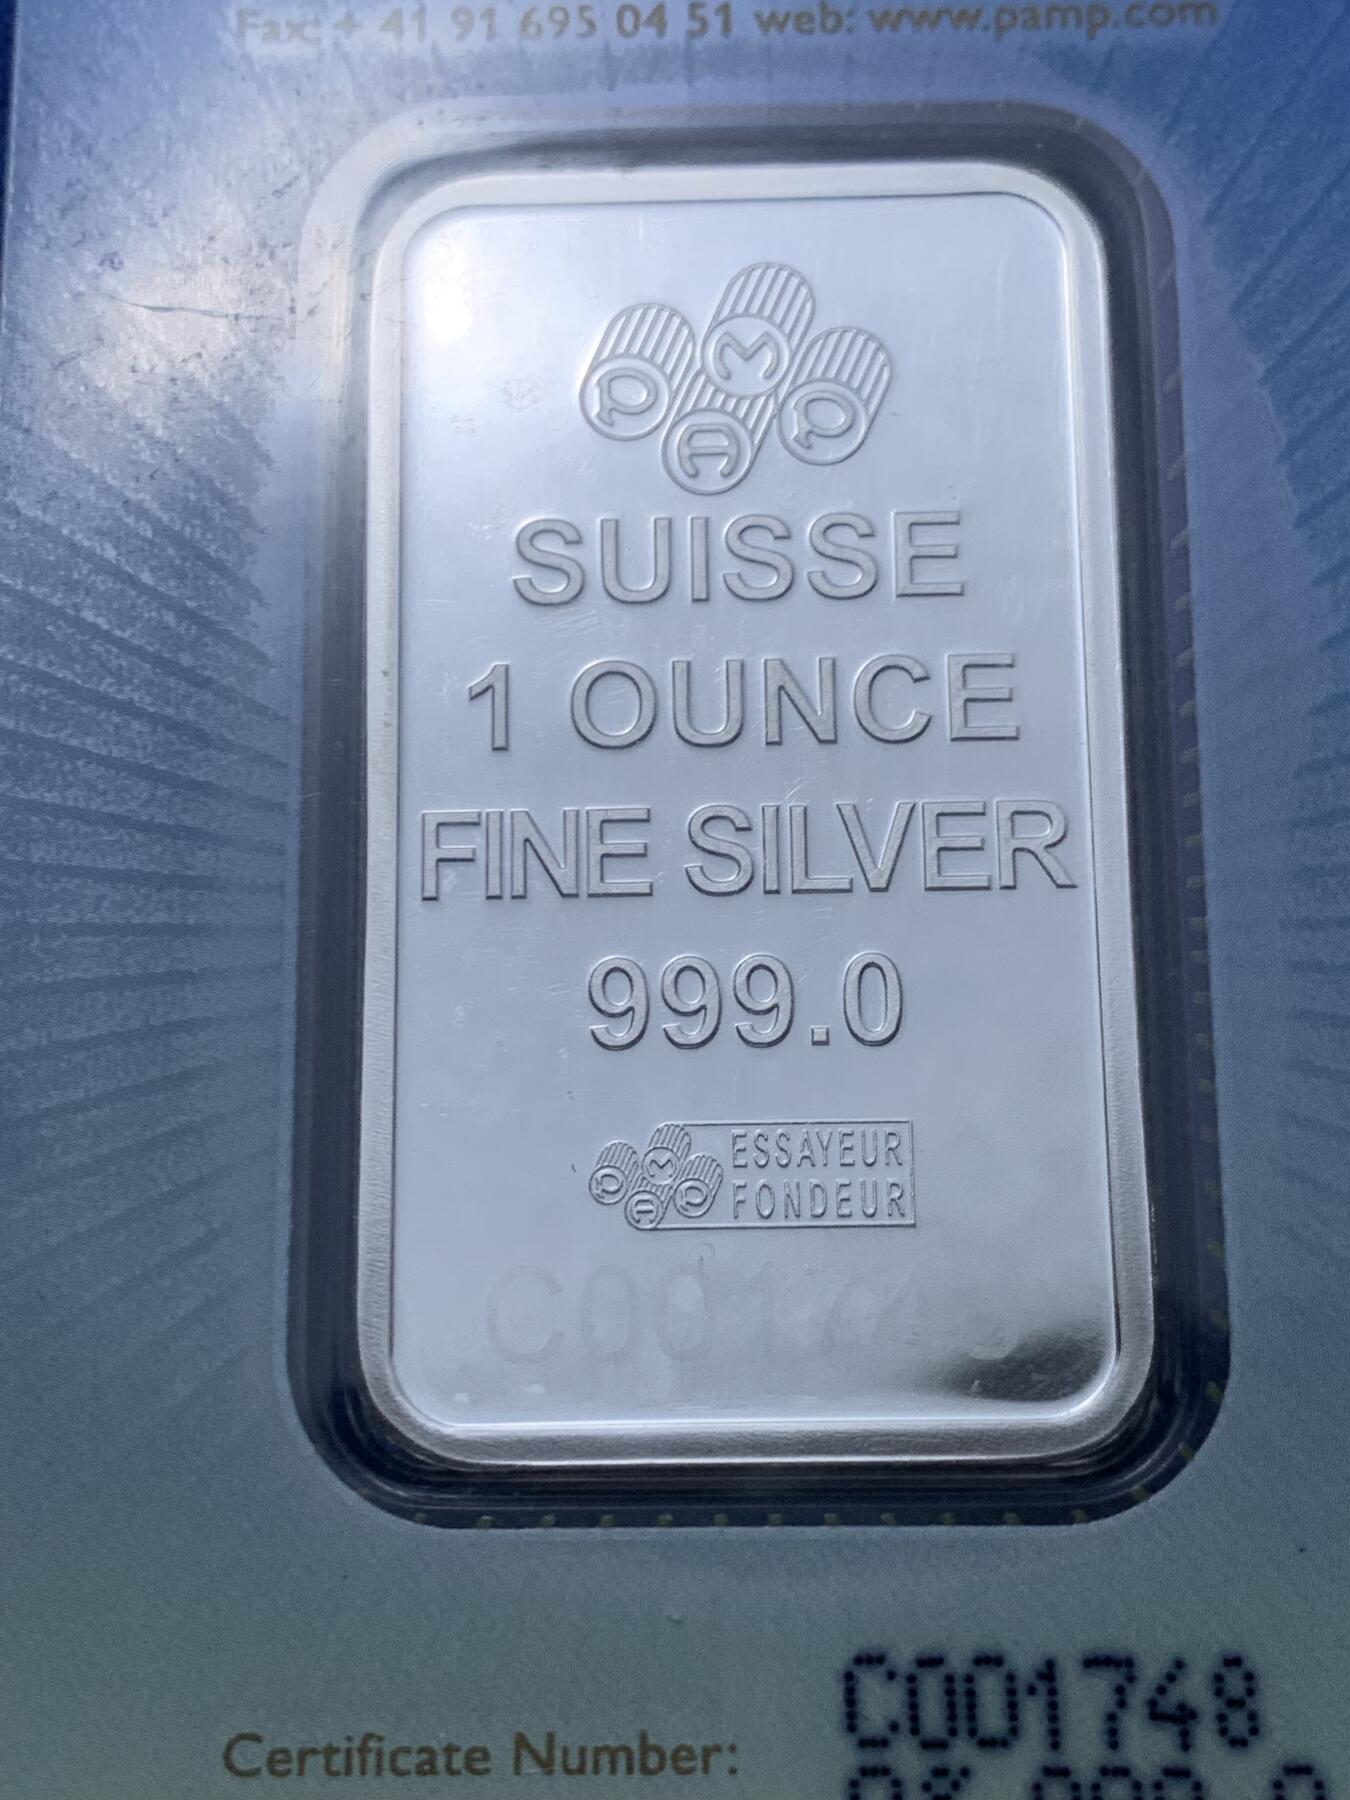 Fax: + 41 91 695 04 51 web: www.pamp.com
PAMP
SUISSE
1 OUNCE
FINE SILVER
999.0
PAMP ESSAYEUR
FONDEUR
C00174
Certificate Number: C001748